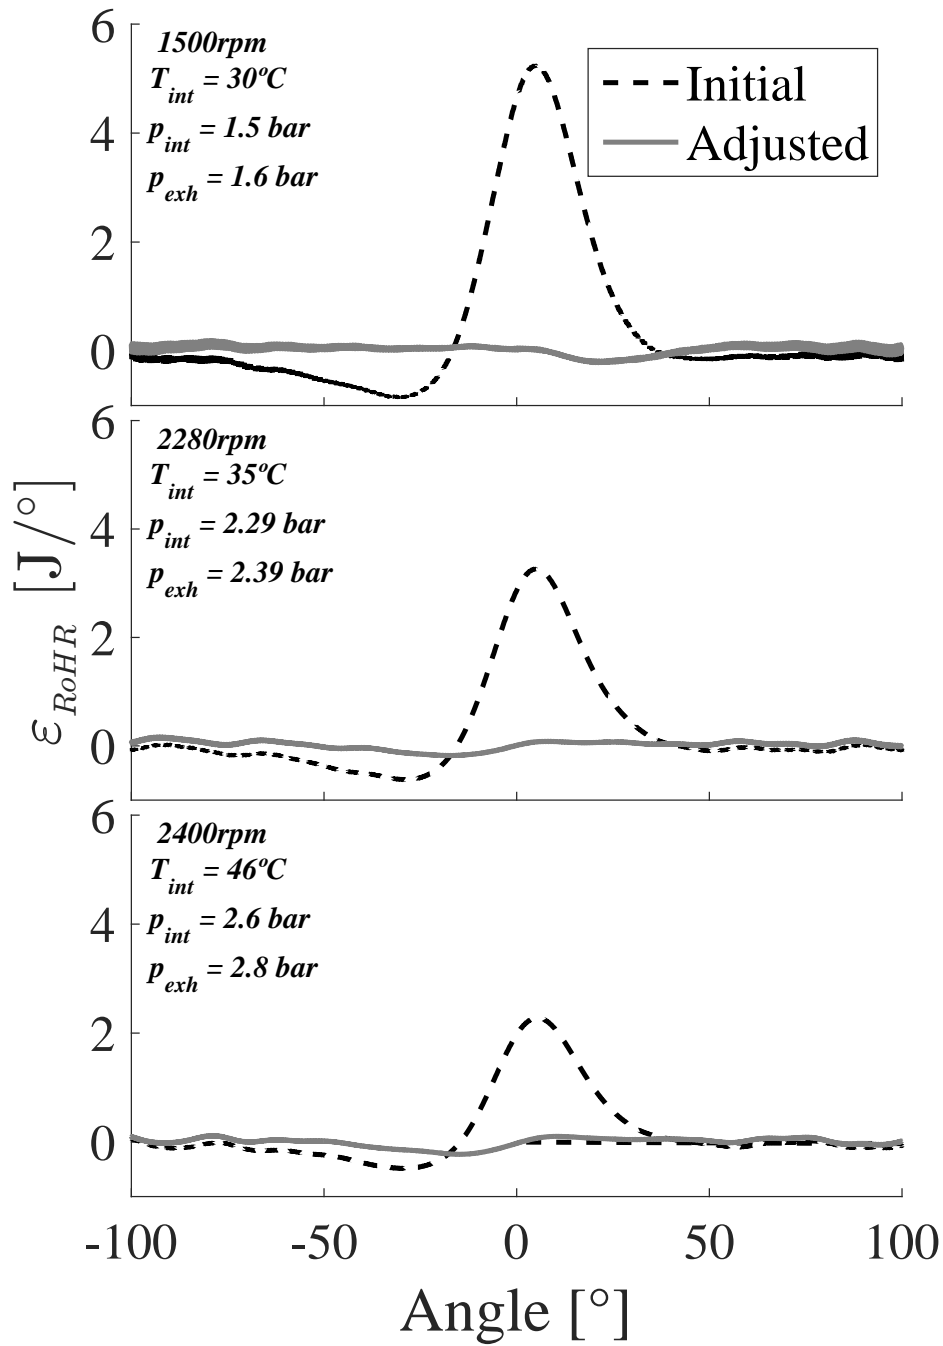 6
4
2
0
1500rpm
T_int = 30ºC
p_int = 1.5 bar
p_exh = 1.6 bar
Initial
Adjusted
6
4
2
0
2280rpm
T_int = 35ºC
p_int = 2.29 bar
p_exh = 2.39 bar
ε_RoHR [J/°]
6
4
2
0
2400rpm
T_int = 46ºC
p_int = 2.6 bar
p_exh = 2.8 bar
-100 -50 0 50 100
Angle [°]